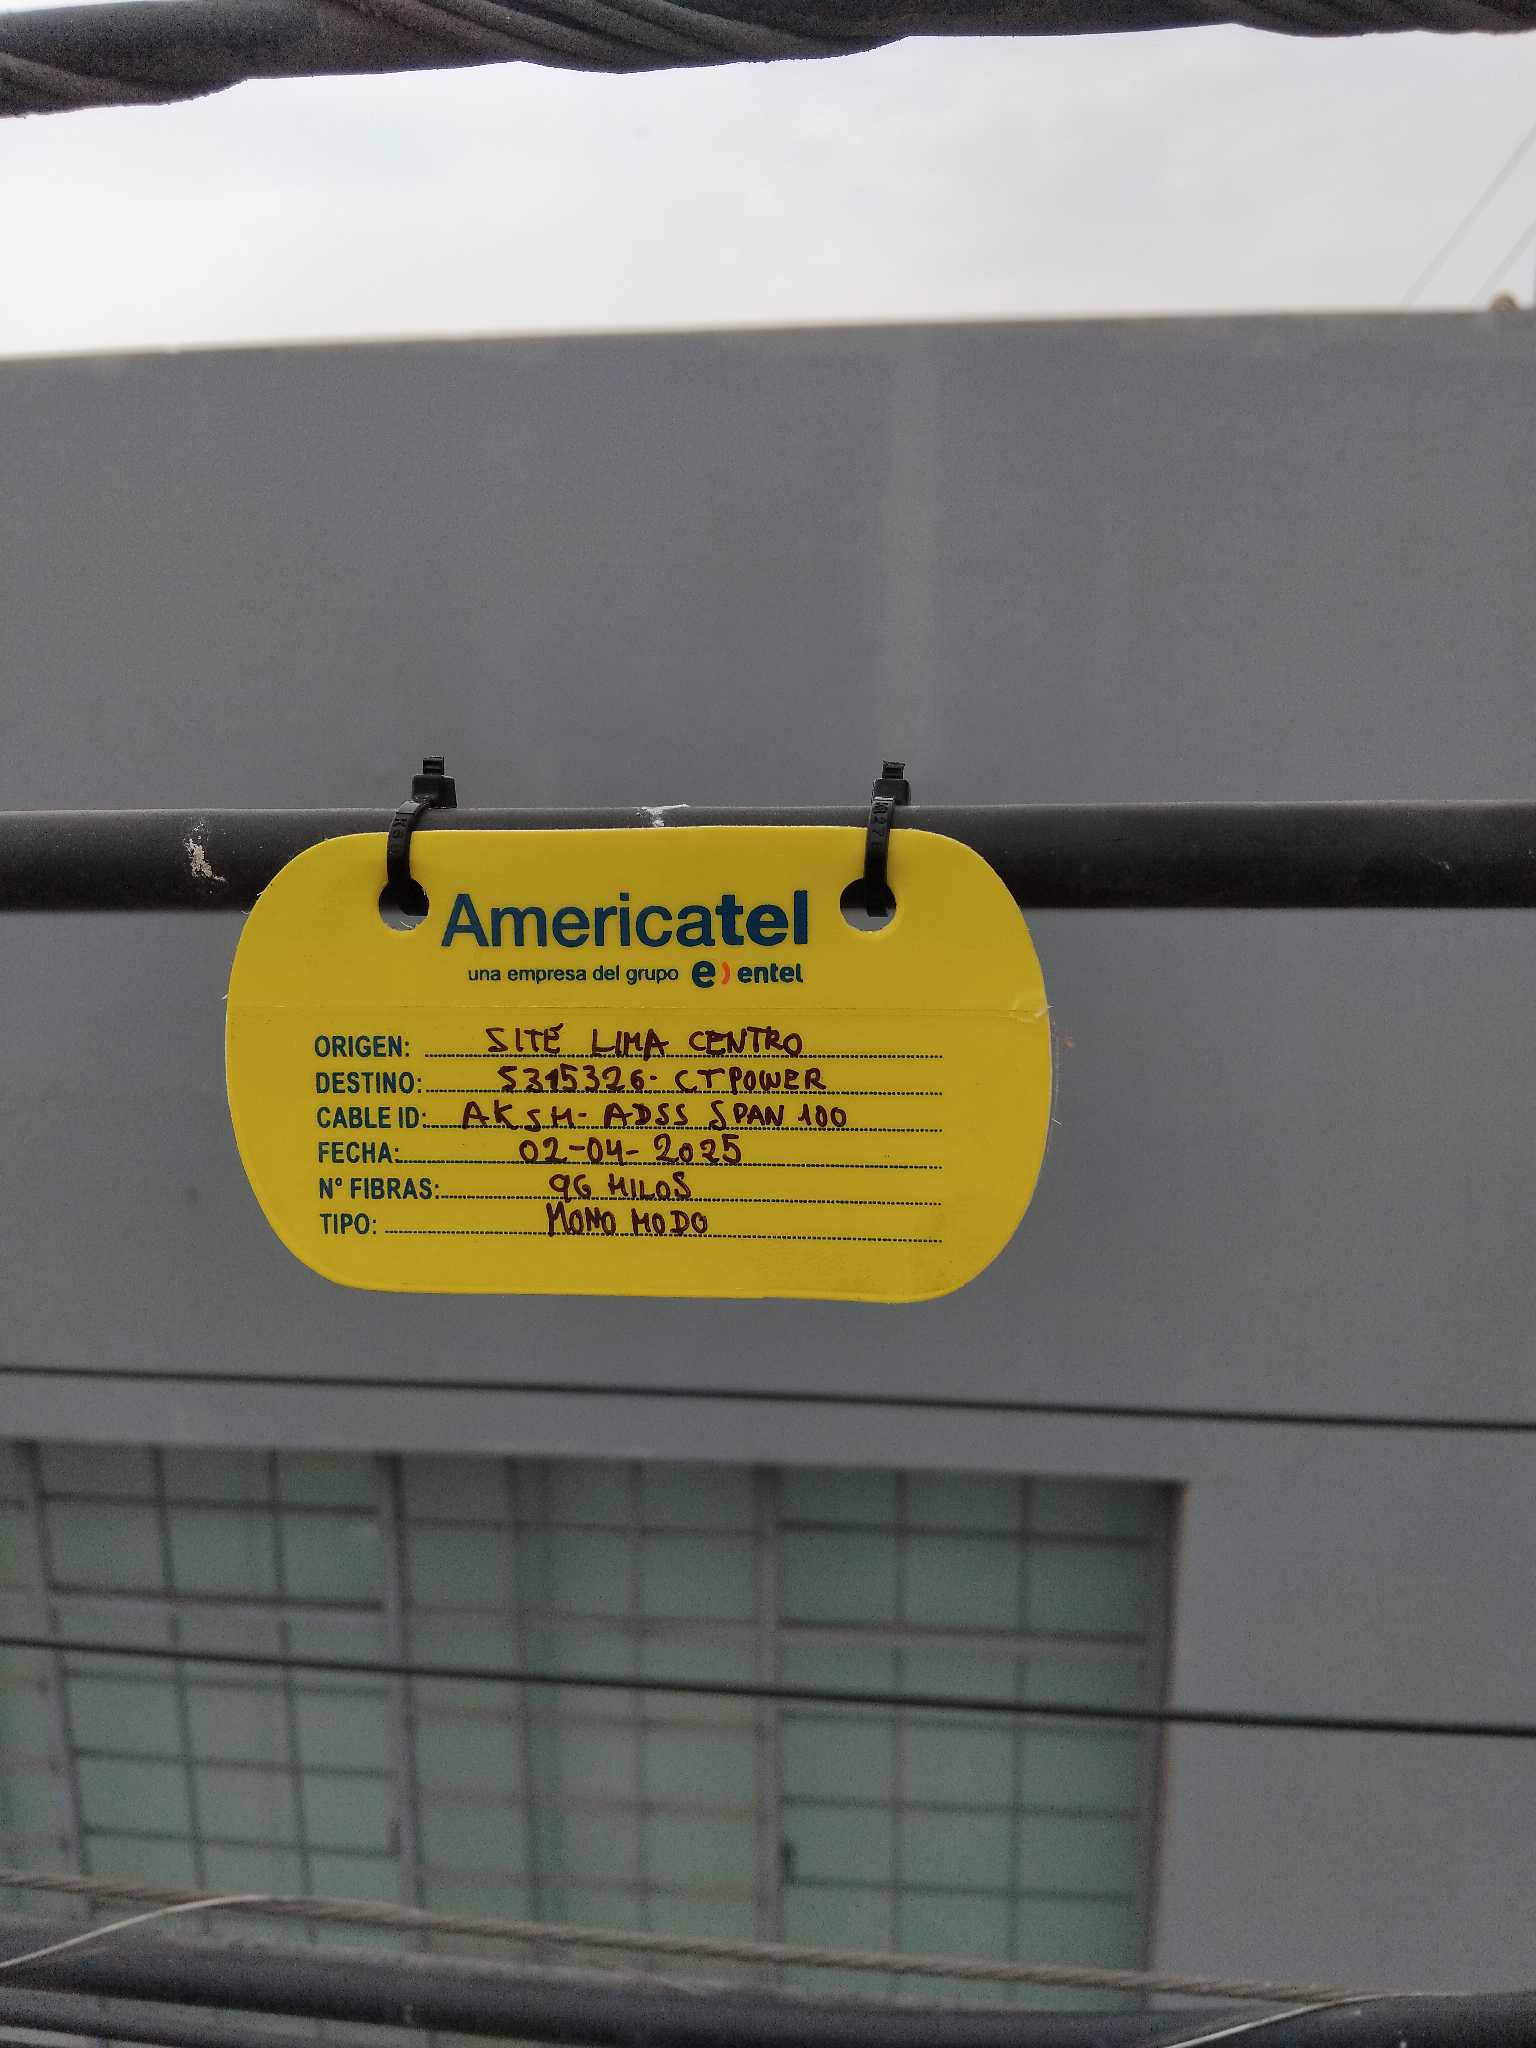 Americatel
una empresa del grupo e) entel
ORIGEN: SITE LIMA CENTRO
DESTINO: 5315326- CTPOWER
CABLE ID: AKSM- ADSS SPAN 100
FECHA: 02-04-2025
N° FIBRAS: 96 HILOS
TIPO: MONO MODO